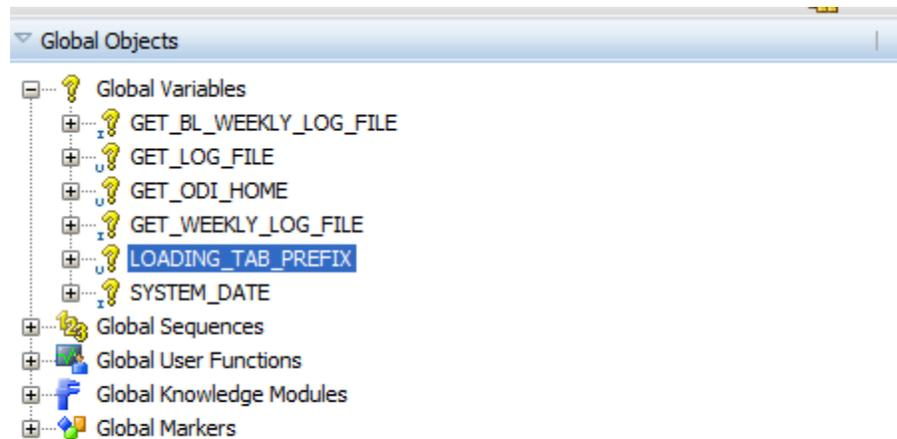 Global Objects
Global Variables
GET_BL_WEEKLY_LOG_FILE
GET_LOG_FILE
GET_ODI_HOME
GET_WEEKLY_LOG_FILE
LOADING_TAB_PREFIX
SYSTEM_DATE
Global Sequences
Global User Functions
Global Knowledge Modules
Global Markers